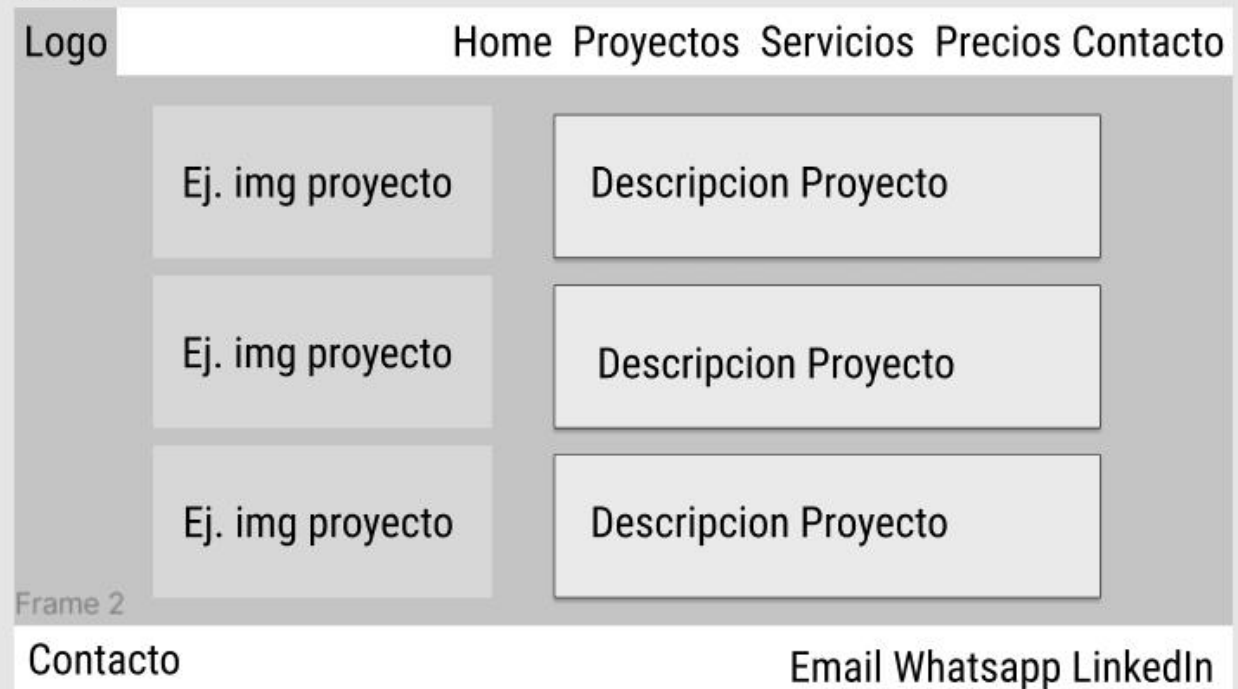 Logo
Home Proyectos Servicios Precios Contacto
Ej. img proyecto
Descripcion Proyecto
Ej. img proyecto
Descripcion Proyecto
Ej. img proyecto
Descripcion Proyecto
Frame 2
Contacto
Email Whatsapp LinkedIn